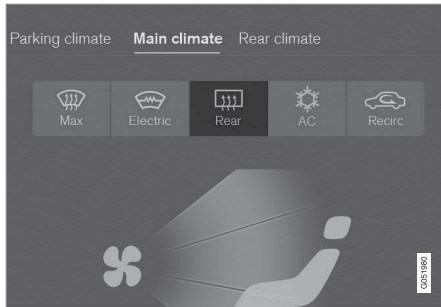 Parking climate Main climate Rear climate
Max Electric Rear AC Recirc
G051980